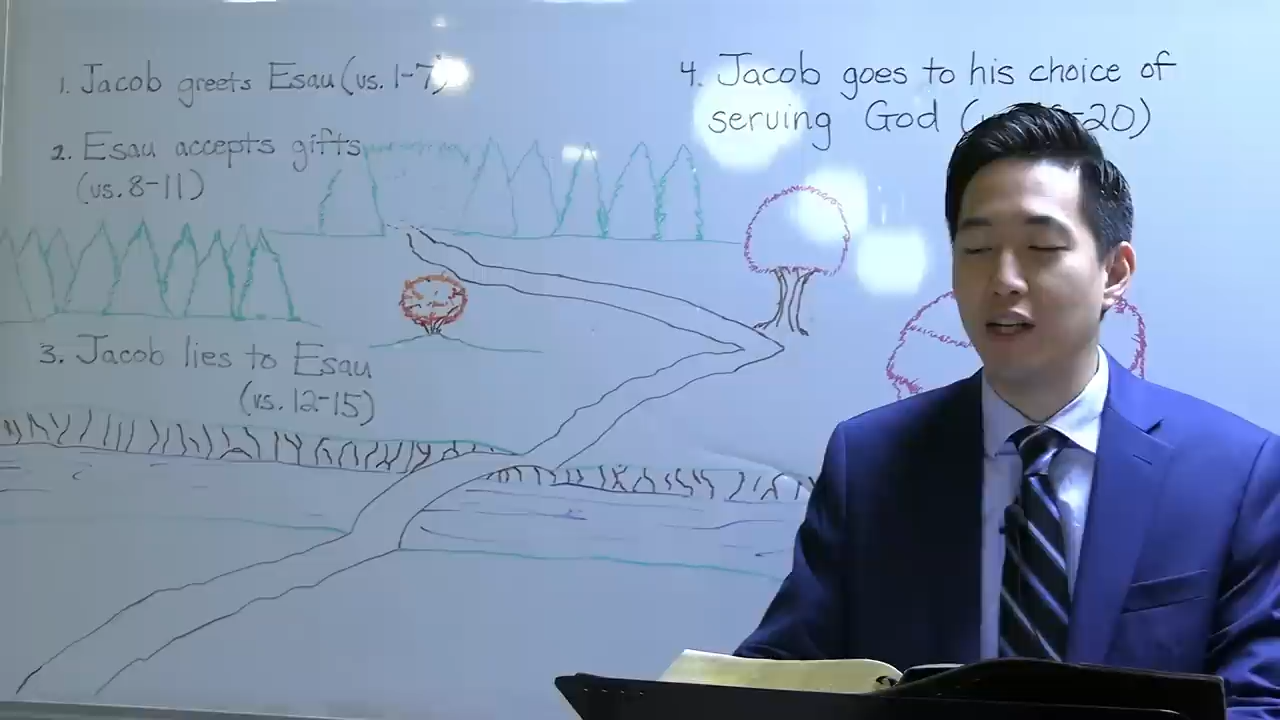 1. Jacob greets Esau (vs. 1-7)
2. Esau accepts gifts
(vs. 8-11)
3. Jacob lies to Esau
(vs. 12-15)
4. Jacob goes to his choice of
serving God ( -20)